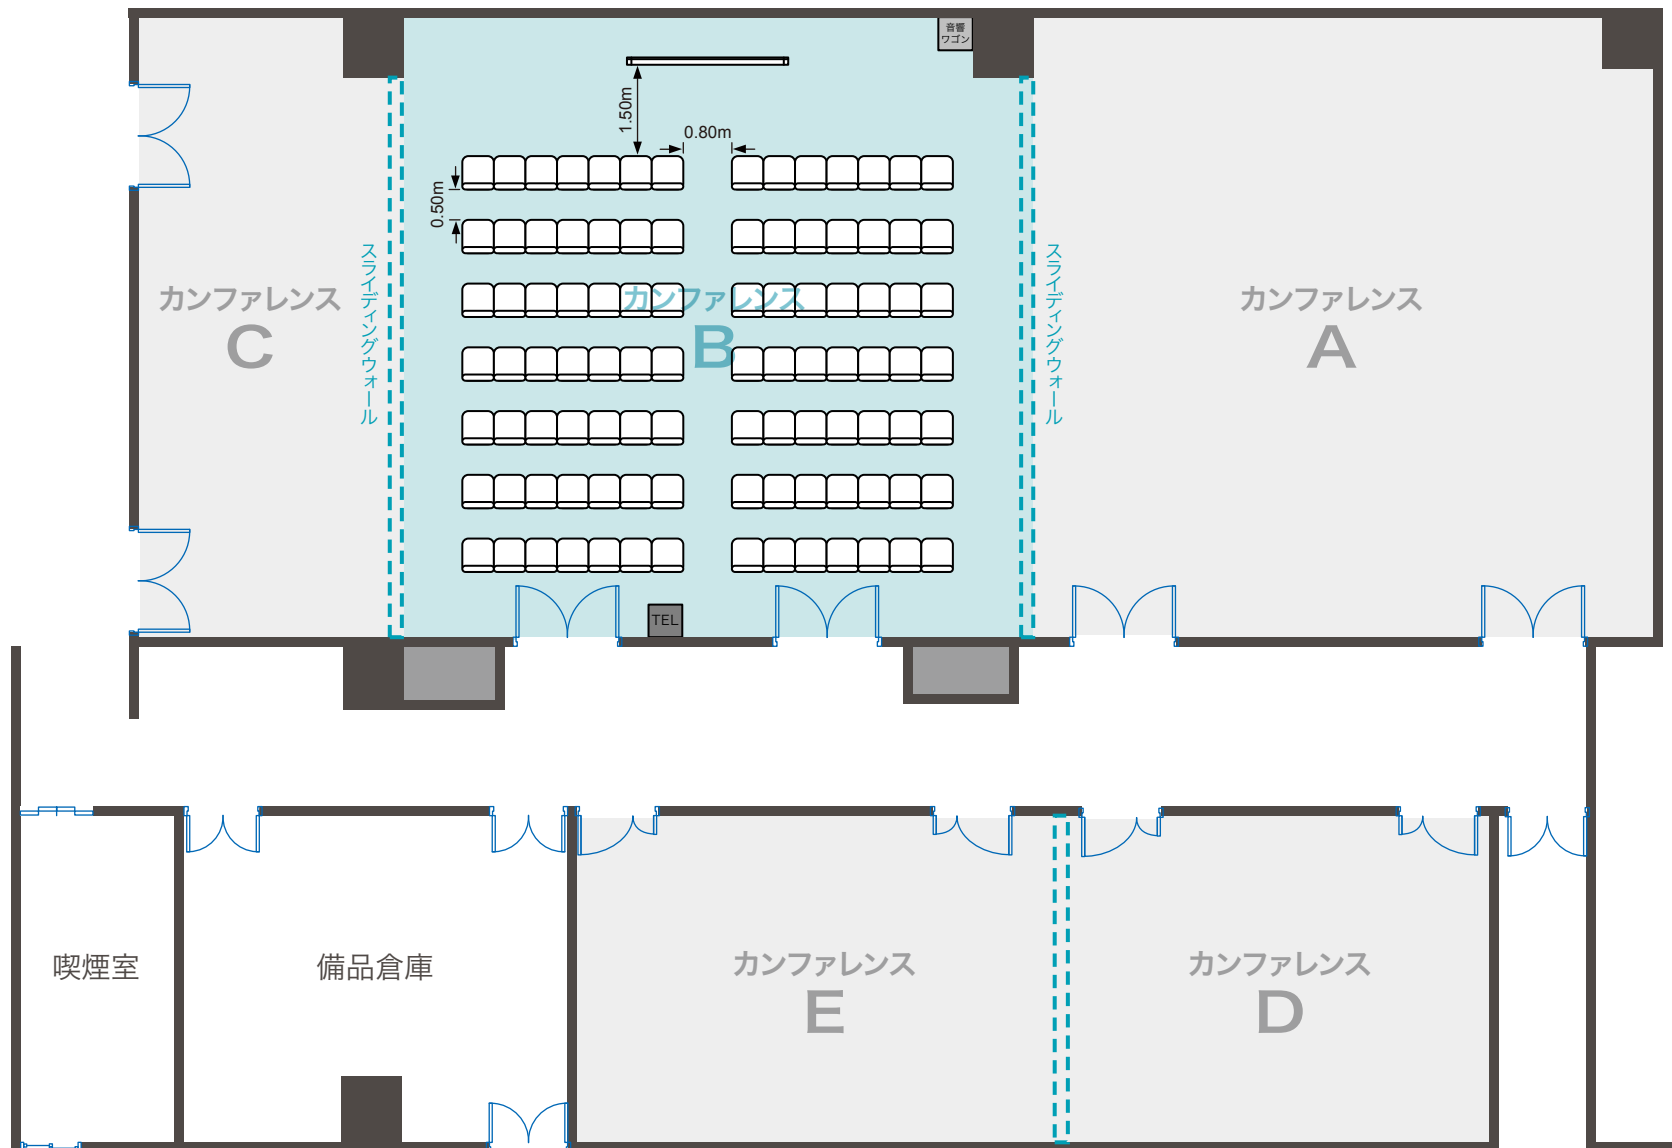 音響
ワゴン
1.50m
0.80m
0.50m
スライディングウォール
スライディングウォール
カンファレンス
C
カンファレンス
B
カンファレンス
A
TEL
喫煙室
備品倉庫
カンファレンス
E
カンファレンス
D